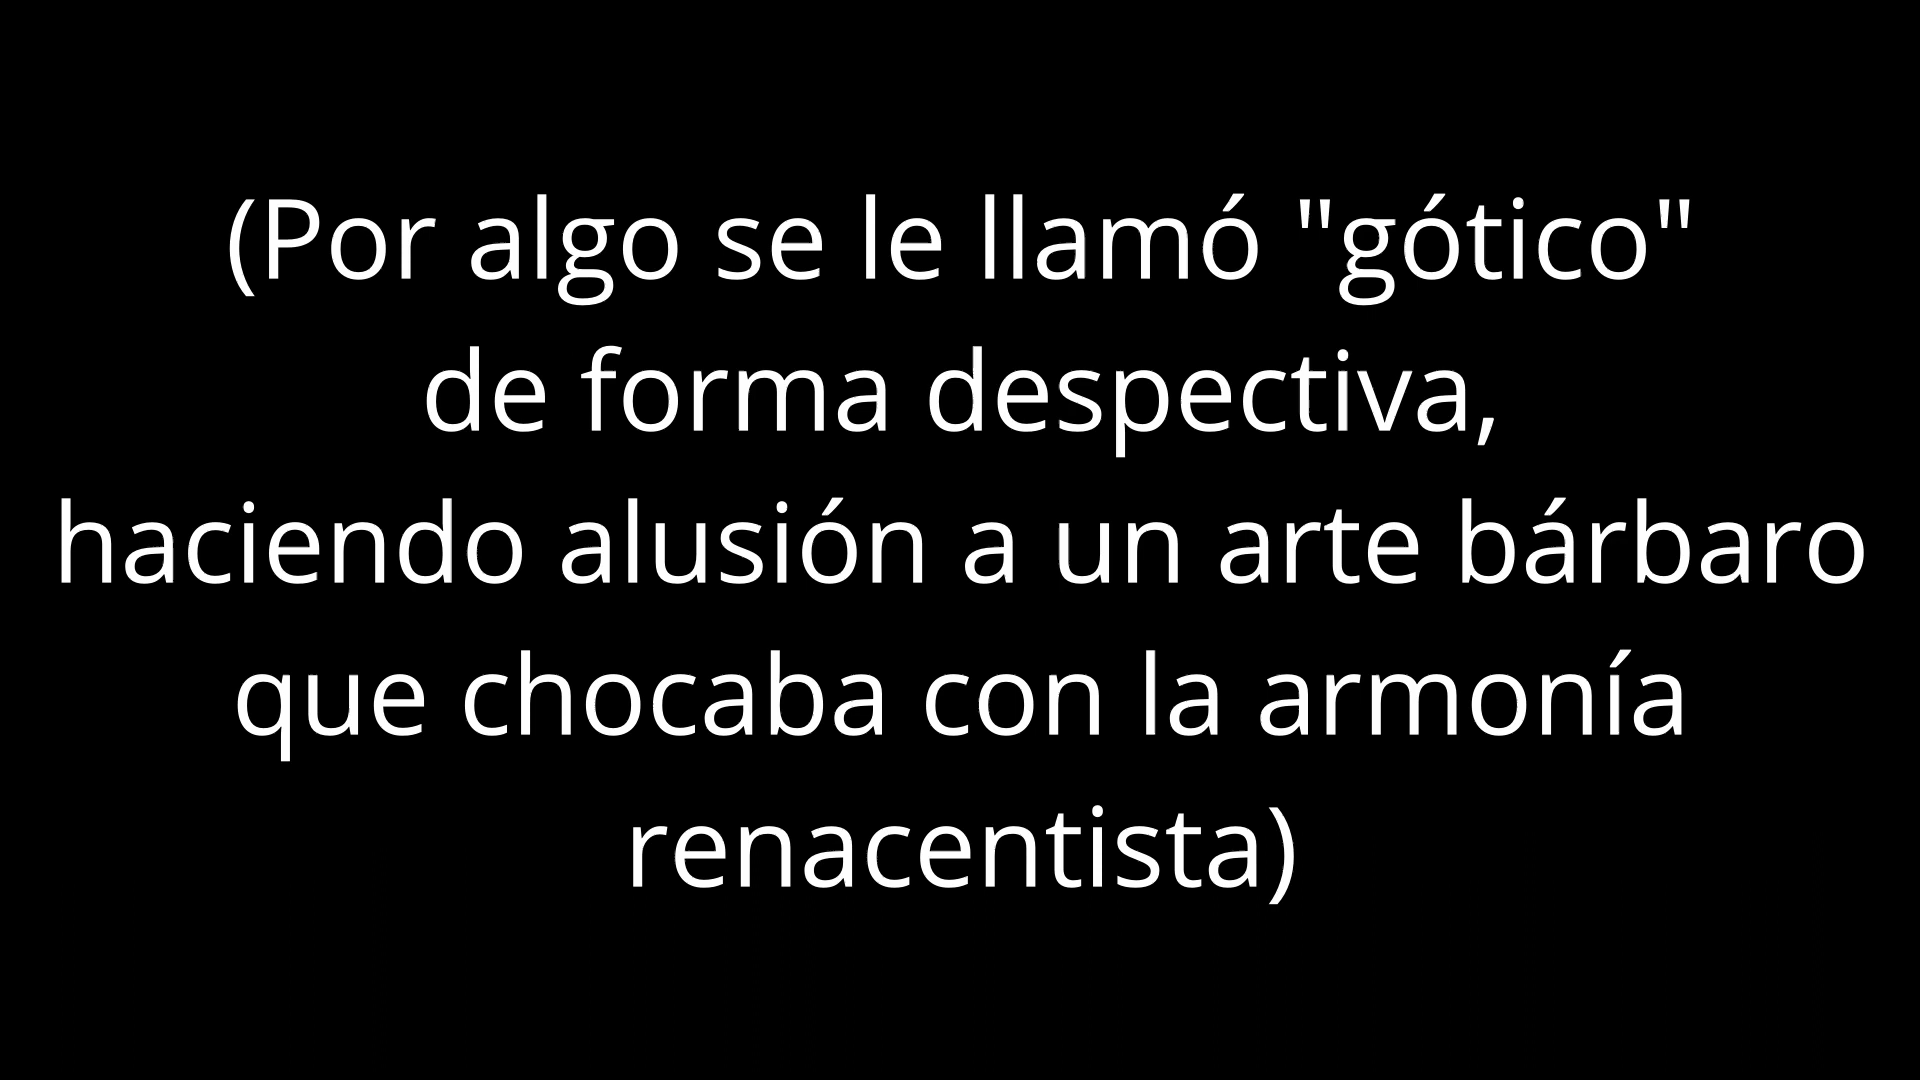 (Por algo se le llamó "gótico"
de forma despectiva,
haciendo alusión a un arte bárbaro
que chocaba con la armonía
renacentista)